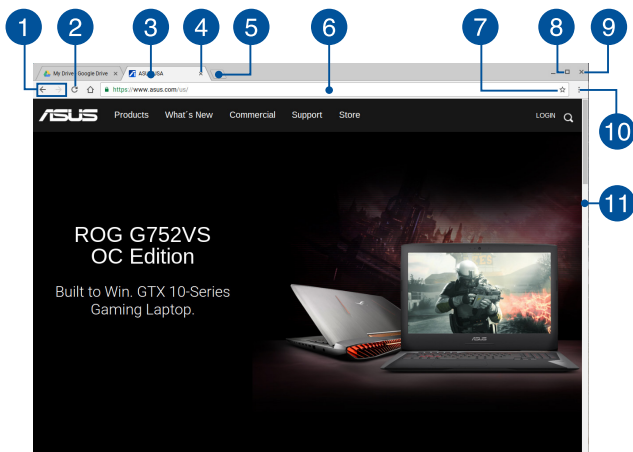 1 2 3 4 5 6 7 8 9
My Drive - Google Drive ASUS USA
https://www.asus.com/us/
10
ASUS Products What's New Commercial Support Store LOGIN
11
ROG G752VS
OC Edition
Built to Win. GTX 10-Series
Gaming Laptop.
ASUS